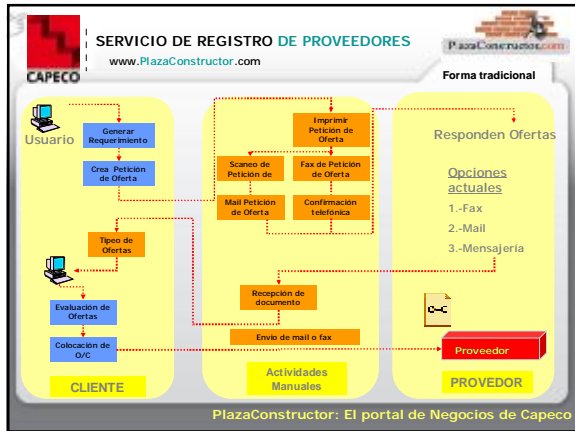 SERVICIO DE REGISTRO DE PROVEEDORES
www.PlazaConstructor.com
CAPECO
PlazaConstructor.com
Forma tradicional
Usuario
Generar
Requerimiento
Crea Petición
de Oferta
Tipeo de
Ofertas
Evaluación de
Ofertas
Colocación de
O/C
CLIENTE
Imprimir
Petición de
Oferta
Scaneo de
Petición de
Fax de Petición
de Oferta
Mail Petición
de Oferta
Confirmación
telefónica
Recepción de
documento
Envio de mail o fax
Actividades
Manuales
Responden Ofertas
Opciones
actuales
1.-Fax
2.-Mail
3.-Mensajería
Proveedor
PROVEDOR
PlazaConstructor: El portal de Negocios de Capeco